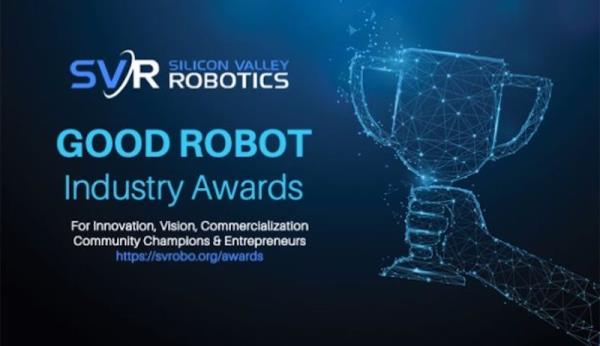 SVR SILICON VALLEY
ROBOTICS
GOOD ROBOT
Industry Awards
For Innovation, Vision, Commercialization
Community Champions & Entrepreneurs
https://svrobo.org/awards